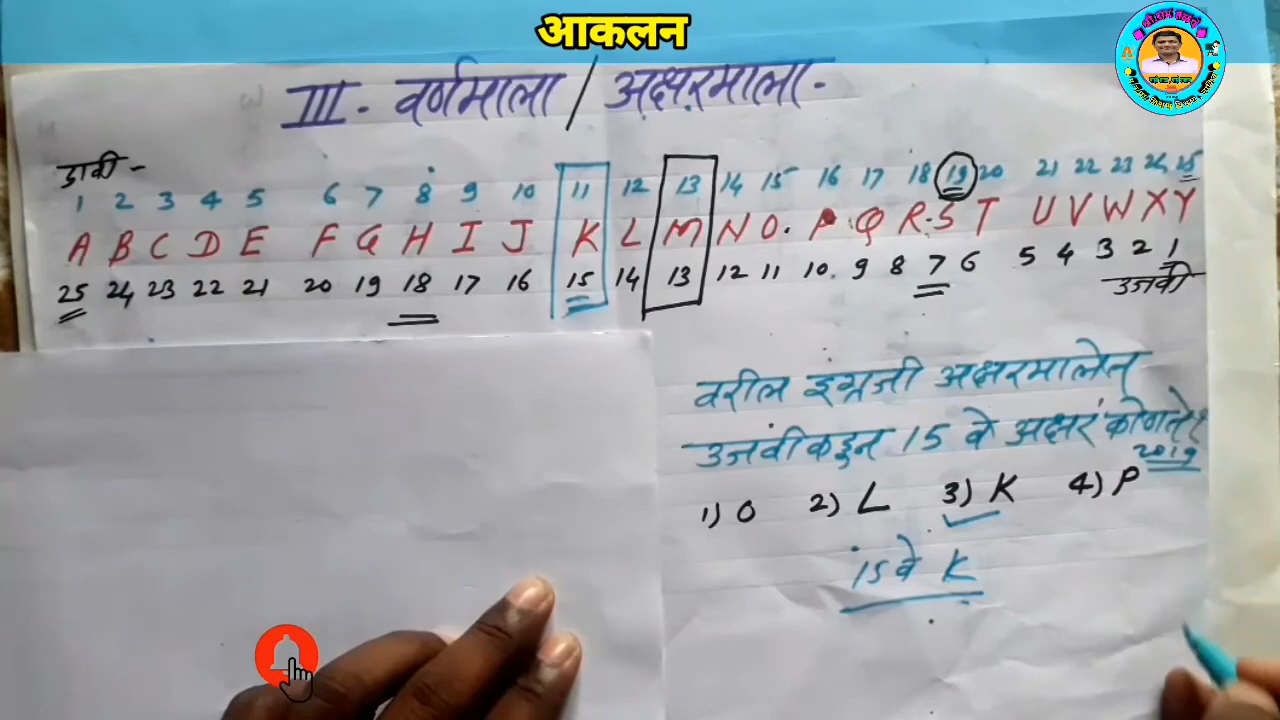 आकलन
III. वर्णमाला / अक्षरमाला.
डावी -
1 2 3 4 5 6 7 8 9 10 11 12 13 14 15 16 17 18 19 20 21 22 23 24 25
A B C D E F G H I J K L M N O. P Q R. S T U V W X Y
25 24 23 22 21 20 19 18 17 16 15 14 13 12 11 10. 9 8 7 6 5 4 3 2 1
उजवी
वरील इंग्रजी अक्षरमालेत
उजवीकडून 15 वे अक्षर कोणते?
2019
1) O 2) L 3) K 4) P
15 वे K